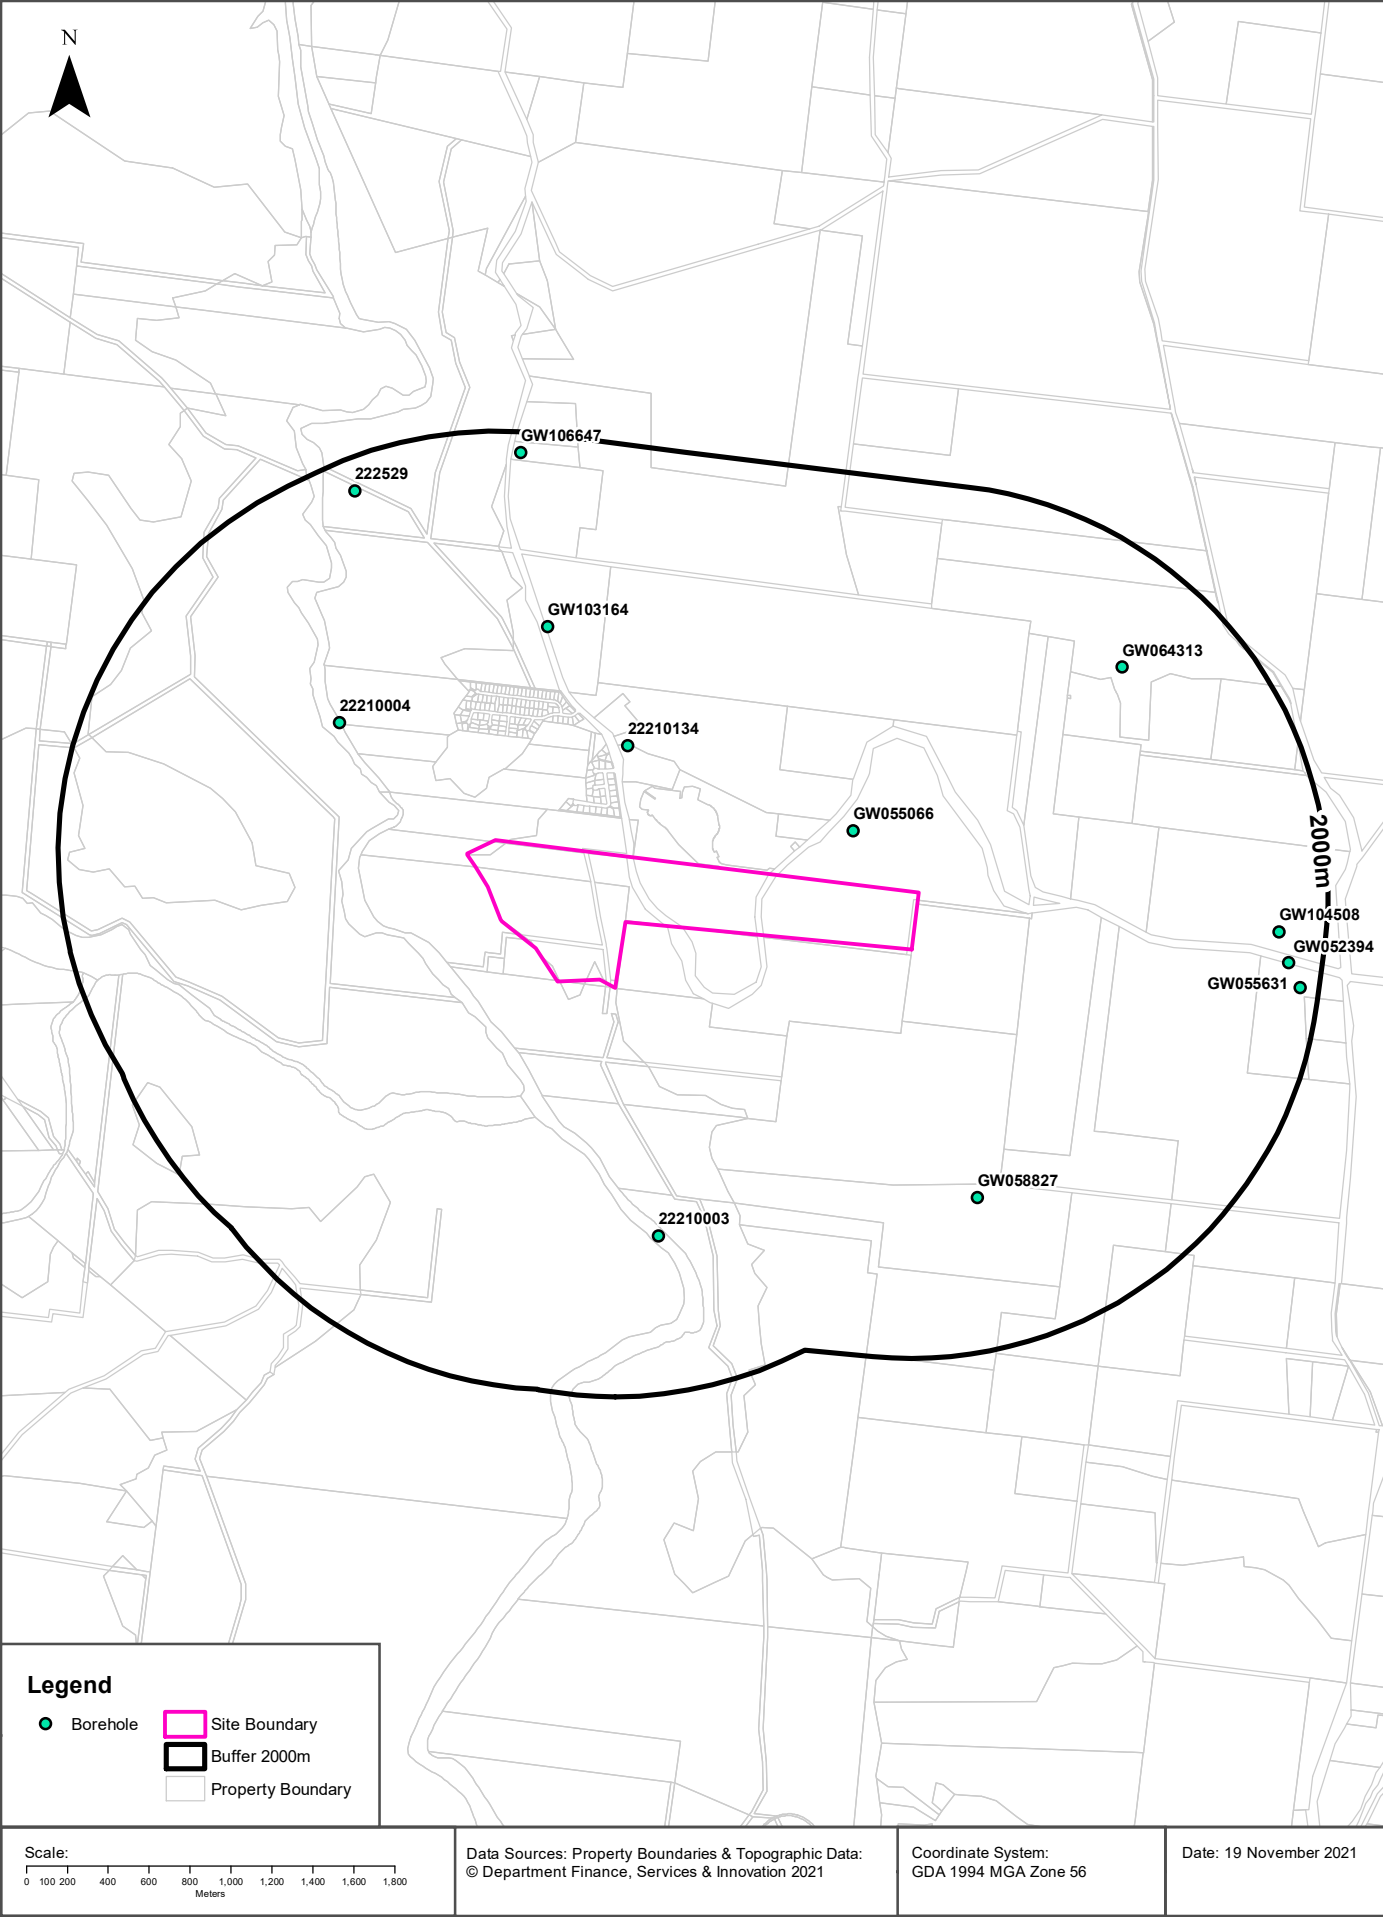 N
GW106647
222529
GW103164
GW064313
22210004
22210134
GW055066
2000m
GW104508
GW052394
GW055631
GW058827
22210003
Legend
Borehole
Site Boundary
Buffer 2000m
Property Boundary
Scale:
0 100 200 400 600 800 1,000 1,200 1,400 1,600 1,800
Meters
Data Sources: Property Boundaries & Topographic Data:
© Department Finance, Services & Innovation 2021
Coordinate System:
GDA 1994 MGA Zone 56
Date: 19 November 2021